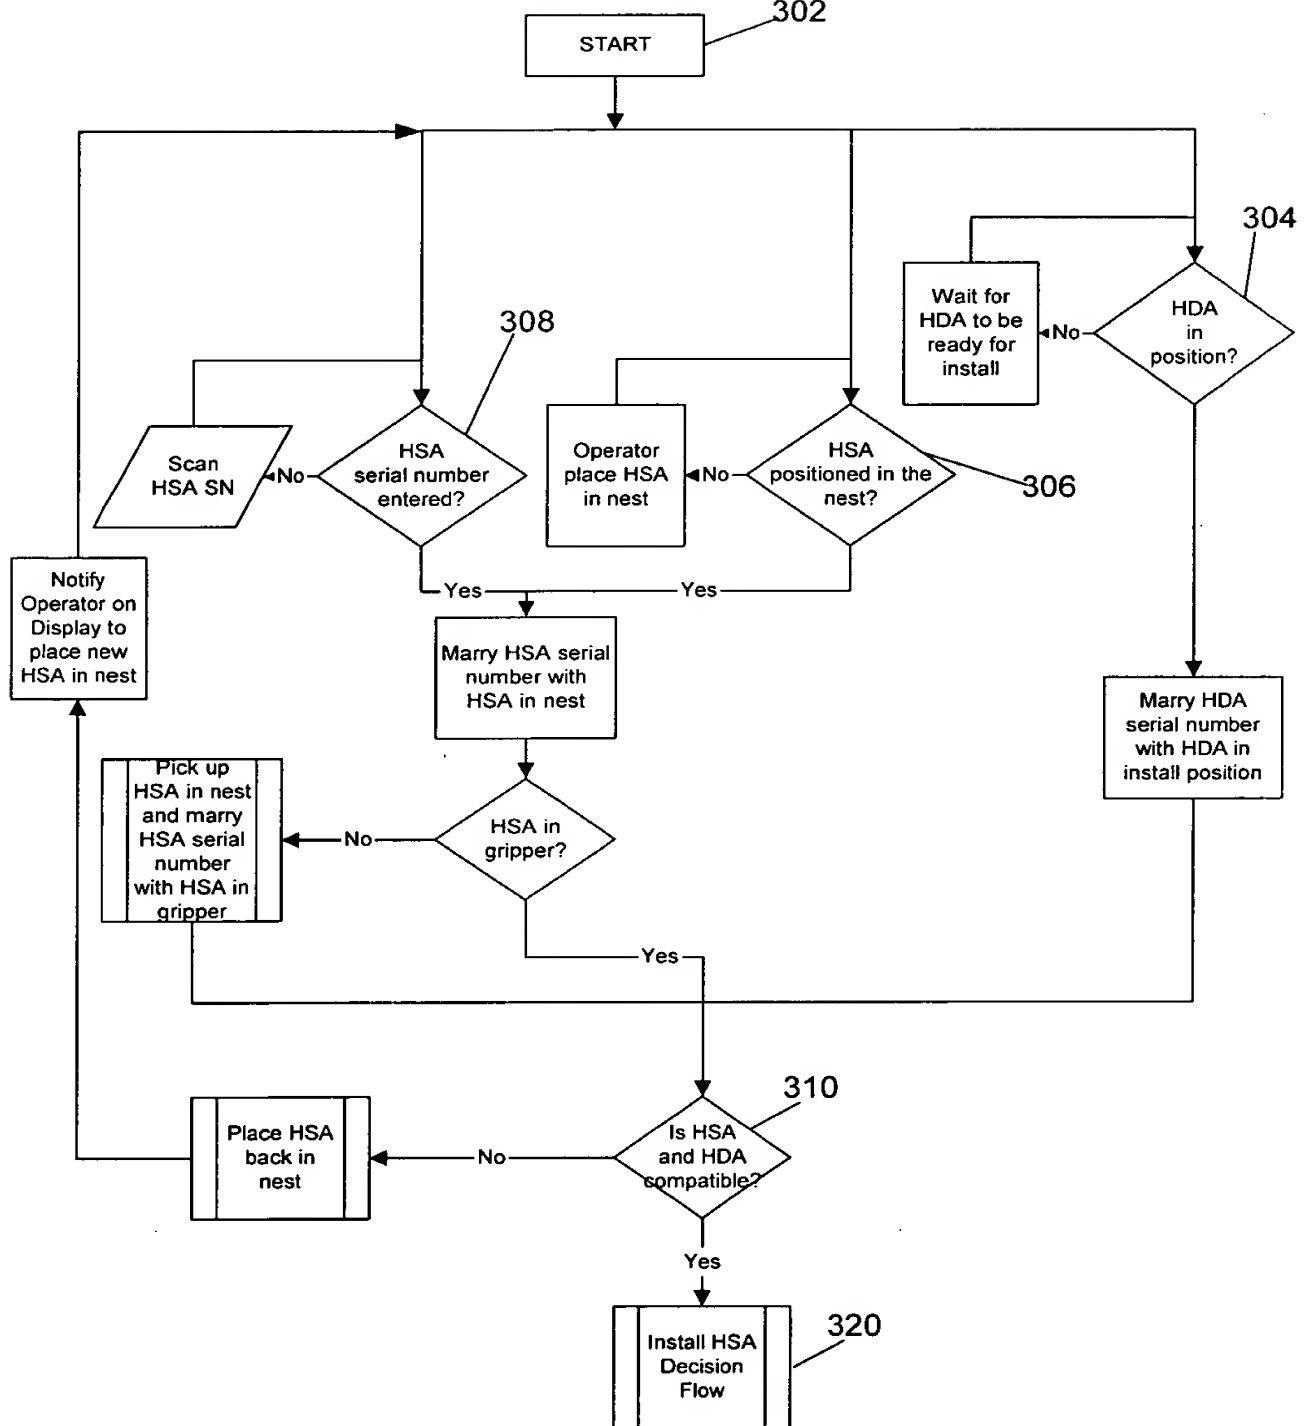 302
START
304
HDA
in
position?
No
Wait for
HDA to be
ready for
install
308
HSA
serial number
entered?
No
Scan
HSA SN
HSA
positioned in the
nest?
306
No
Operator
place HSA
in nest
Notify
Operator on
Display to
place new
HSA in nest
Yes
Yes
Marry HSA serial
number with
HSA in nest
Marry HDA
serial number
with HDA in
install position
HSA in
gripper?
No
Pick up
HSA in nest
and marry
HSA serial
number
with HSA in
gripper
Yes
310
Is HSA
and HDA
compatible?
No
Place HSA
back in
nest
Yes
320
Install HSA
Decision
Flow